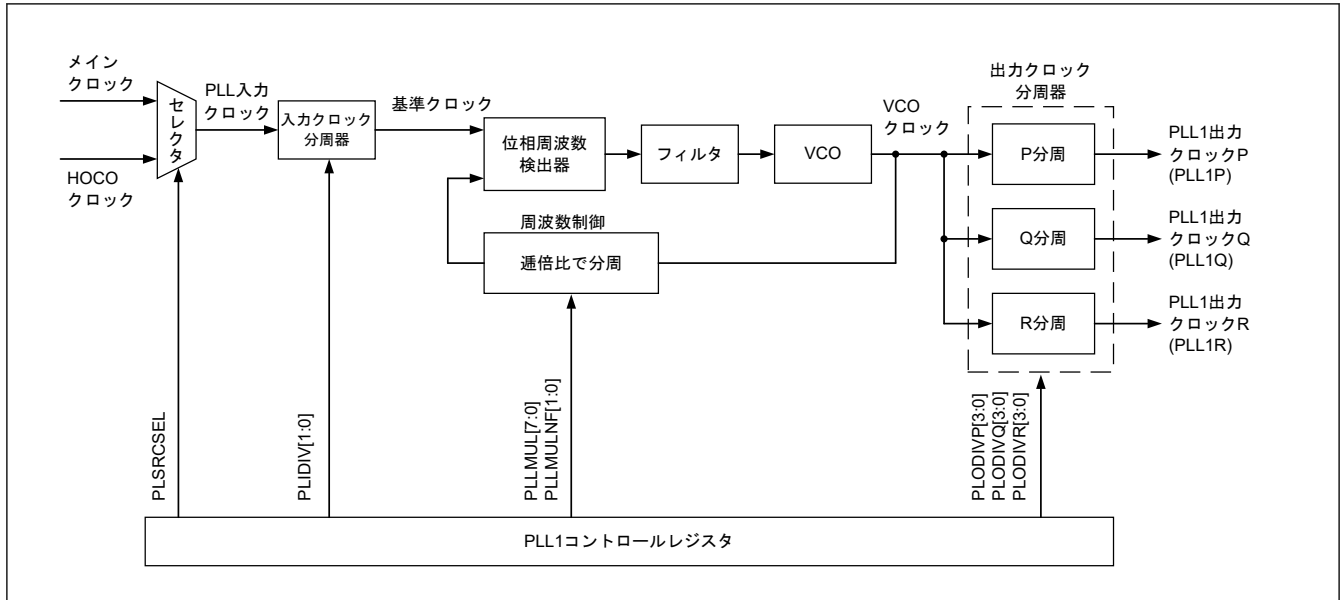 メイン
クロック
セレクタ
PLL入力
クロック
HOCO
クロック
入力クロック
分周器
基準クロック
位相周波数
検出器
フィルタ
VCO
VCO
クロック
周波数制御
逓倍比で分周
出力クロック
分周器
P分周
Q分周
R分周
PLL1出力
クロックP
(PLL1P)
PLL1出力
クロックQ
(PLL1Q)
PLL1出力
クロックR
(PLL1R)
PLSRCSEL
PLIDIV[1:0]
PLLMUL[7:0]
PLLMULNF[1:0]
PLODIVP[3:0]
PLODIVQ[3:0]
PLODIVR[3:0]
PLL1コントロールレジスタ